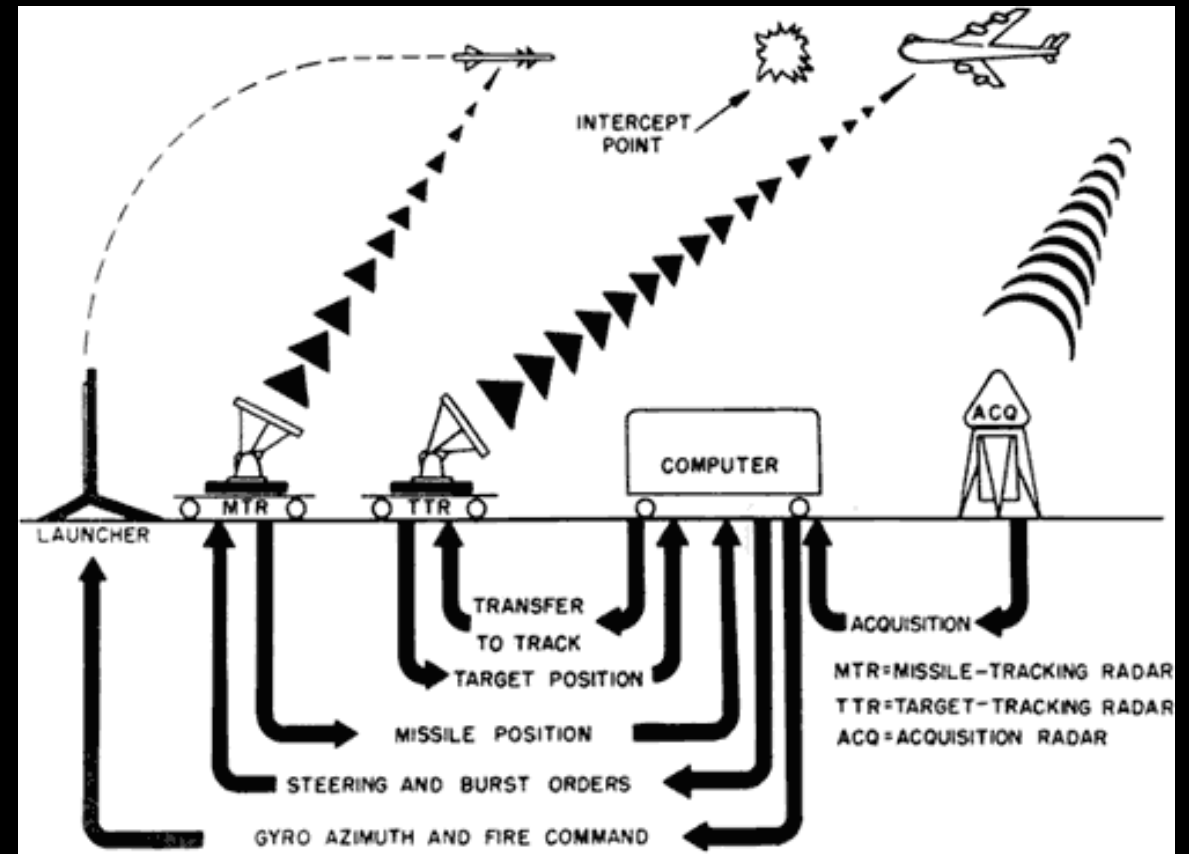 INTERCEPT
POINT
ACQ
COMPUTER
MTR
TTR
LAUNCHER
TRANSFER
TO TRACK
ACQUISITION
TARGET POSITION
MTR=MISSILE-TRACKING RADAR
TTR=TARGET-TRACKING RADAR
MISSILE POSITION
ACQ=ACQUISITION RADAR
STEERING AND BURST ORDERS
GYRO AZIMUTH AND FIRE COMMAND